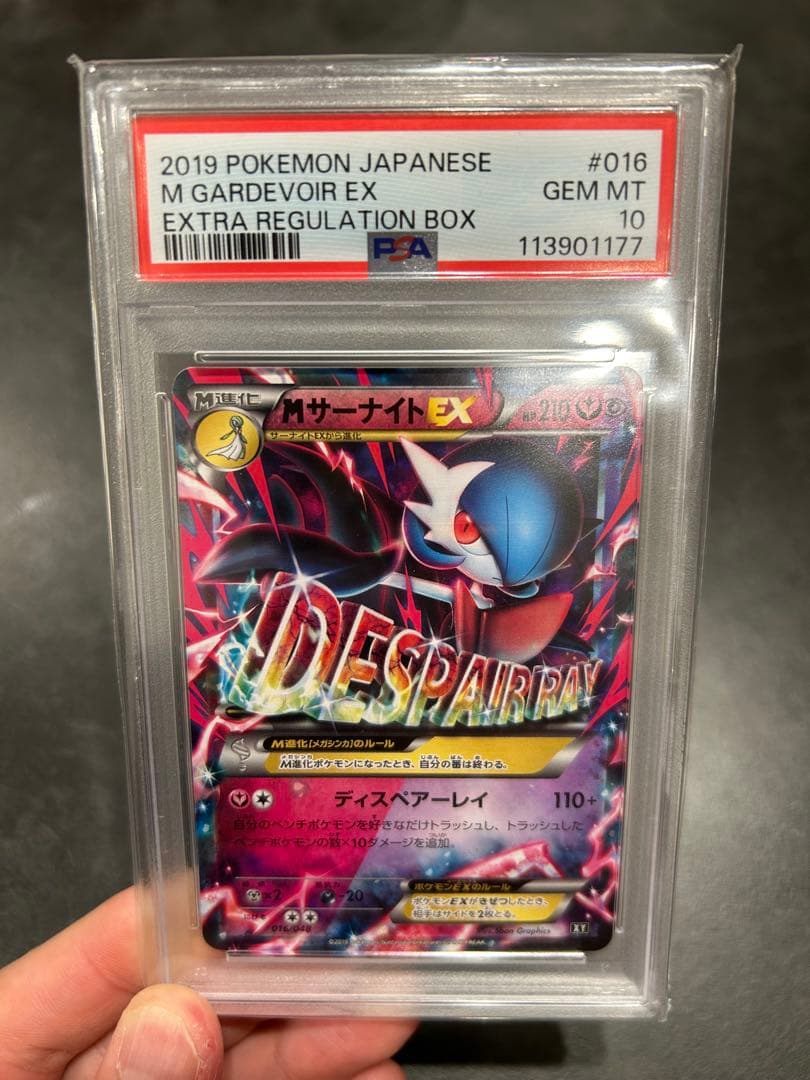 2019 POKEMON JAPANESE #016
M GARDEVOIR EX GEM MT
EXTRA REGULATION BOX 10
PSA 113901177
M進化
MサーナイトEX HP210
サーナイトEXから進化
DESPAIR RAY
M進化[メガシンカ]のルール
M進化ポケモンになったとき、自分の番は終わる。
ディスペアーレイ 110+
自分のベンチポケモンを好きなだけトラッシュし、トラッシュした
ベンチポケモンの数×10ダメージを追加。
×2 -20
ポケモンEXのルール
ポケモンEXがきぜつしたとき、
相手はサイドを2枚とる。
016/048
Graphics XY